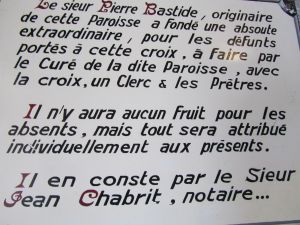 Le sieur Pierre Bastide, originaire
de cette Paroisse a fondé une absoute
extraordinaire, pour les défunts
portés à cette croix, à faire par
le Curé de la dite Paroisse, avec
la croix, un Clerc & les Prêtres.
Il n'y aura aucun Fruit pour les
absents, mais tout sera attribué
individuellement aux présents.
Il en conste par le Sieur
Jean Chabrit, notaire...